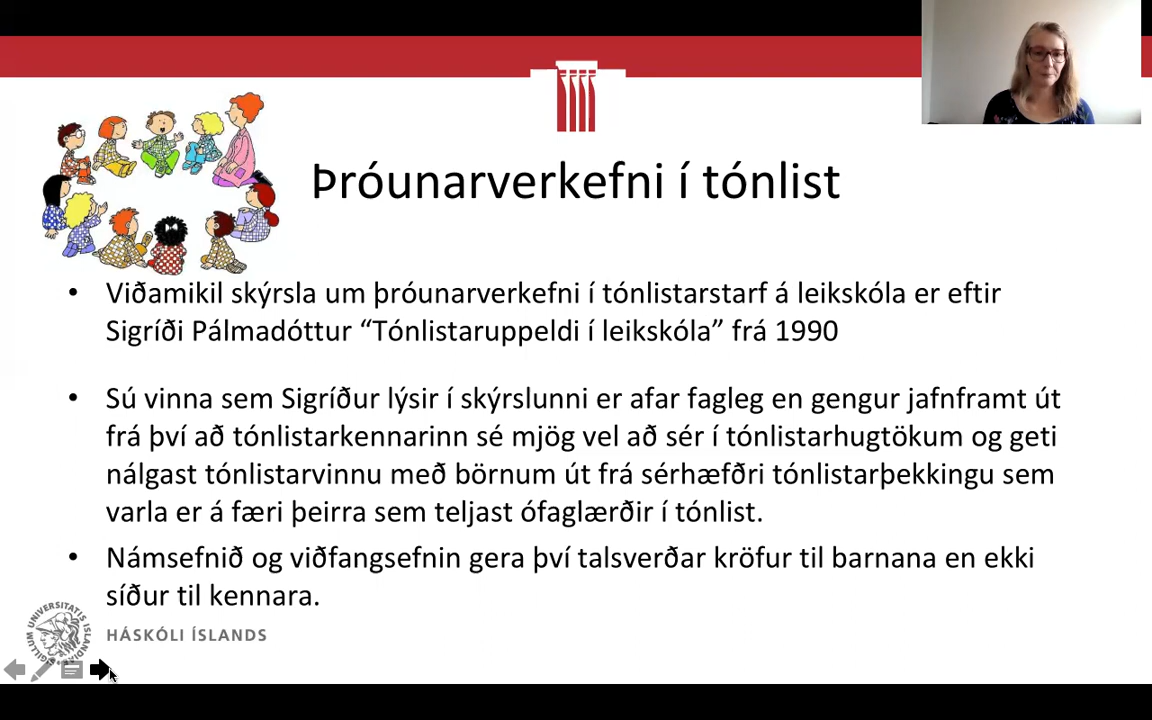 Þróunarverkefni í tónlist
• Viðamikil skýrsla um þróunarverkefni í tónlistarstarf á leikskóla er eftir
Sigríði Pálmadóttur “Tónlistaruppeldi í leikskóla” frá 1990
• Sú vinna sem Sigríður lýsir í skýrslunni er afar fagleg en gengur jafnframt út
frá því að tónlistarkennarinn sé mjög vel að sér í tónlistarhugtökum og geti
nálgast tónlistarvinnu með börnum út frá sérhæfðri tónlistarþekkingu sem
varla er á færi þeirra sem teljast ófaglærðir í tónlist.
• Námsefnið og viðfangsefnin gera því talsverðar kröfur til barnana en ekki
síður til kennara.
HÁSKÓLI ÍSLANDS